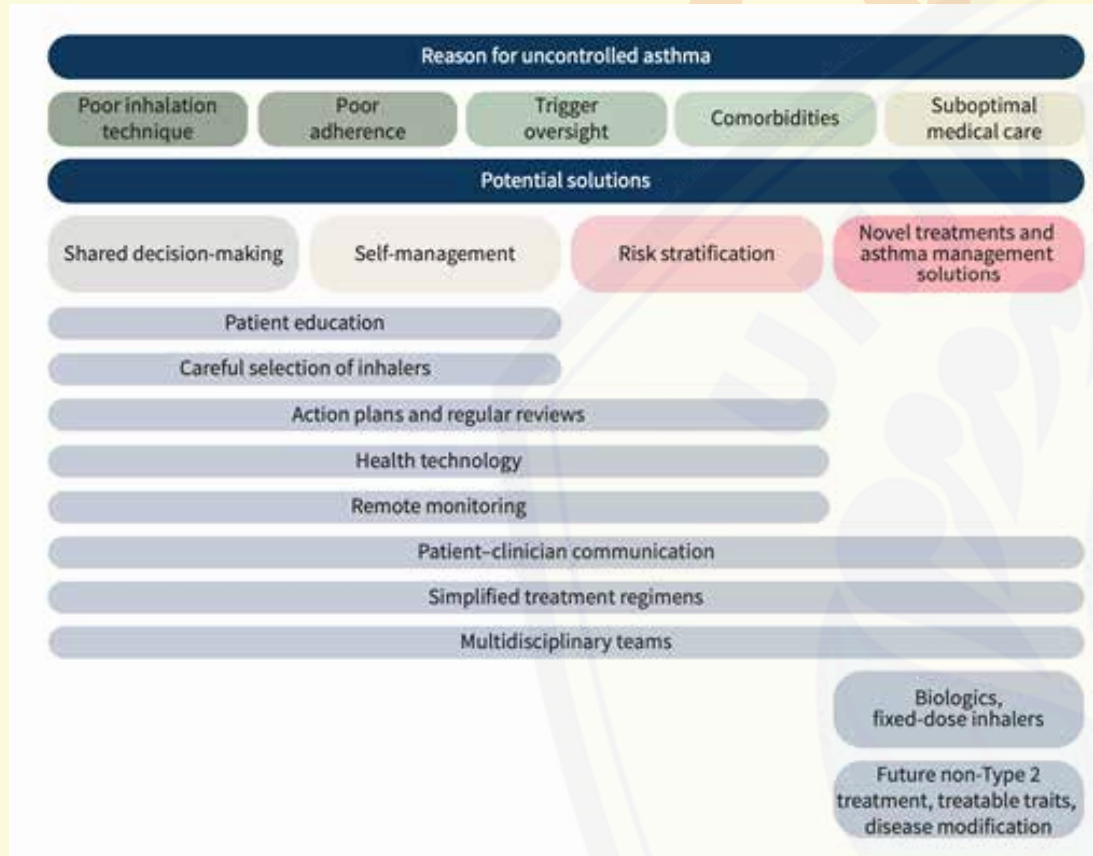 Reason for uncontrolled asthma
Poor inhalation
technique
Poor
adherence
Trigger
oversight
Comorbidities
Suboptimal
medical care
Potential solutions
Shared decision-making
Self-management
Risk stratification
Novel treatments and
asthma management
solutions
Patient education
Careful selection of inhalers
Action plans and regular reviews
Health technology
Remote monitoring
Patient–clinician communication
Simplified treatment regimens
Multidisciplinary teams
Biologics,
fixed-dose inhalers
Future non-Type 2
treatment, treatable traits,
disease modification